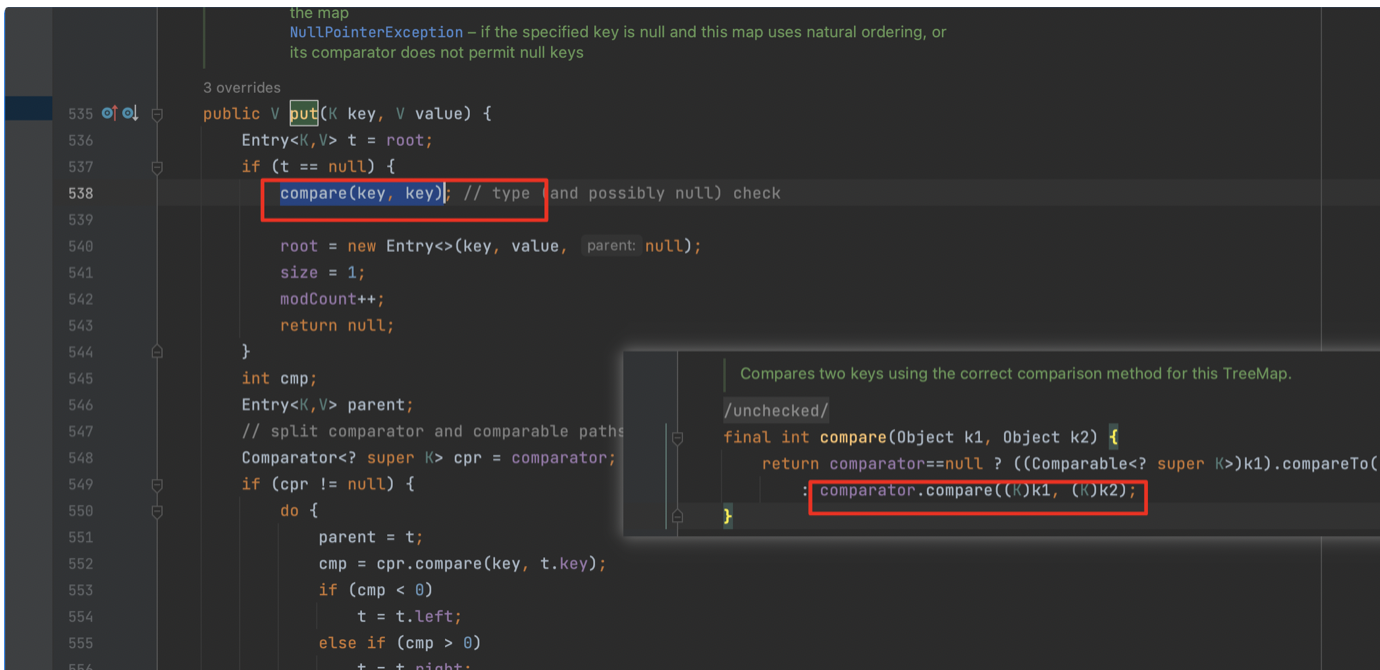 the map
NullPointerException – if the specified key is null and this map uses natural ordering, or
its comparator does not permit null keys
3 overrides
535 public V put(K key, V value) {
536 Entry<K,V> t = root;
537 if (t == null) {
538 compare(key, key); // type (and possibly null) check
539
540 root = new Entry<>(key, value, parent: null);
541 size = 1;
542 modCount++;
543 return null;
544 }
545 int cmp;
546 Entry<K,V> parent;
547 // split comparator and comparable paths
548 Comparator<? super K> cpr = comparator;
549 if (cpr != null) {
550 do {
551 parent = t;
552 cmp = cpr.compare(key, t.key);
553 if (cmp < 0)
554 t = t.left;
555 else if (cmp > 0)
556 t = t.right;
Compares two keys using the correct comparison method for this TreeMap.
/unchecked/
final int compare(Object k1, Object k2) {
return comparator==null ? ((Comparable<? super K>)k1).compareTo(
: comparator.compare((K)k1, (K)k2);
}